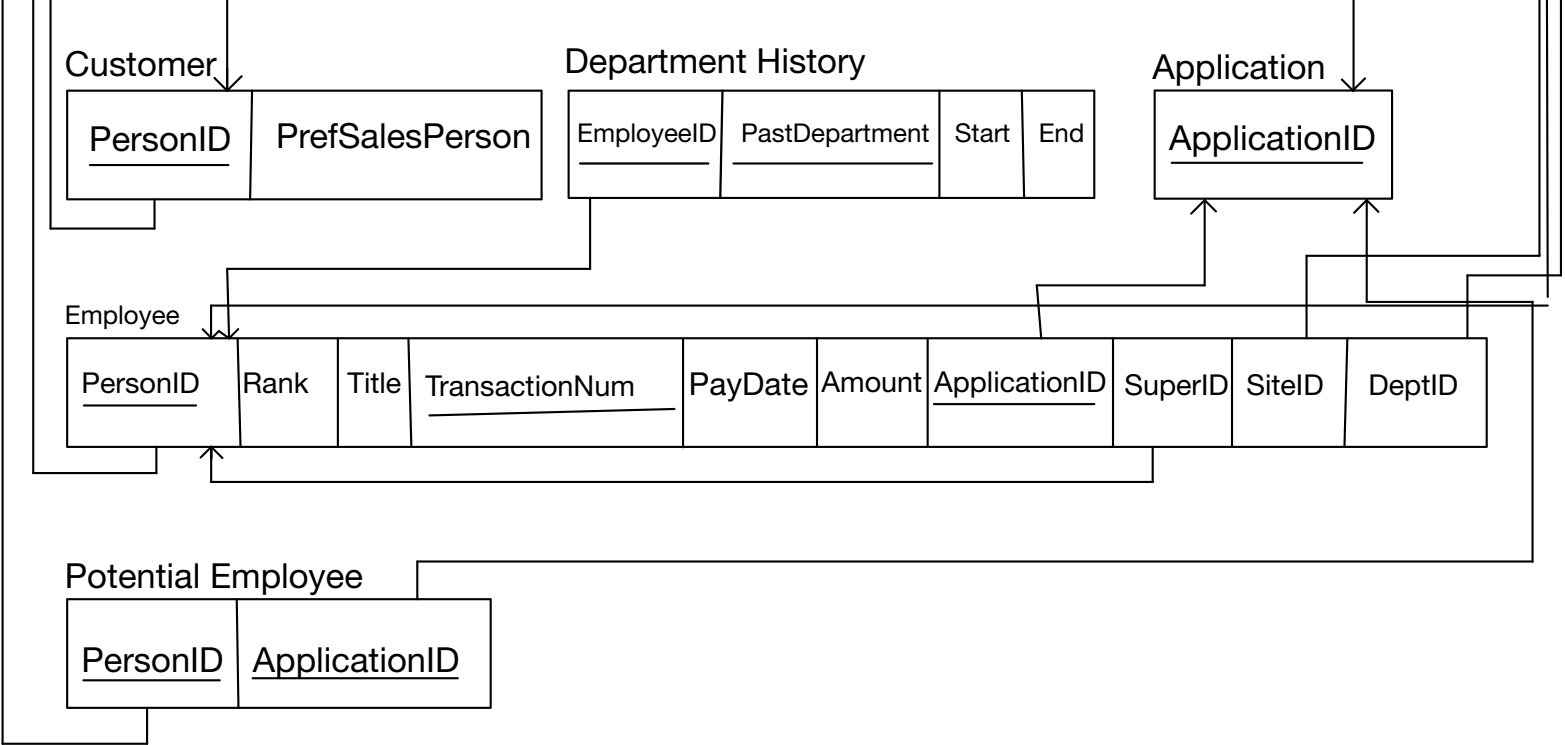 Customer
PersonID PrefSalesPerson
Department History
EmployeeID PastDepartment Start End
Application
ApplicationID
Employee
PersonID Rank Title TransactionNum PayDate Amount ApplicationID SuperID SiteID DeptID
Potential Employee
PersonID ApplicationID